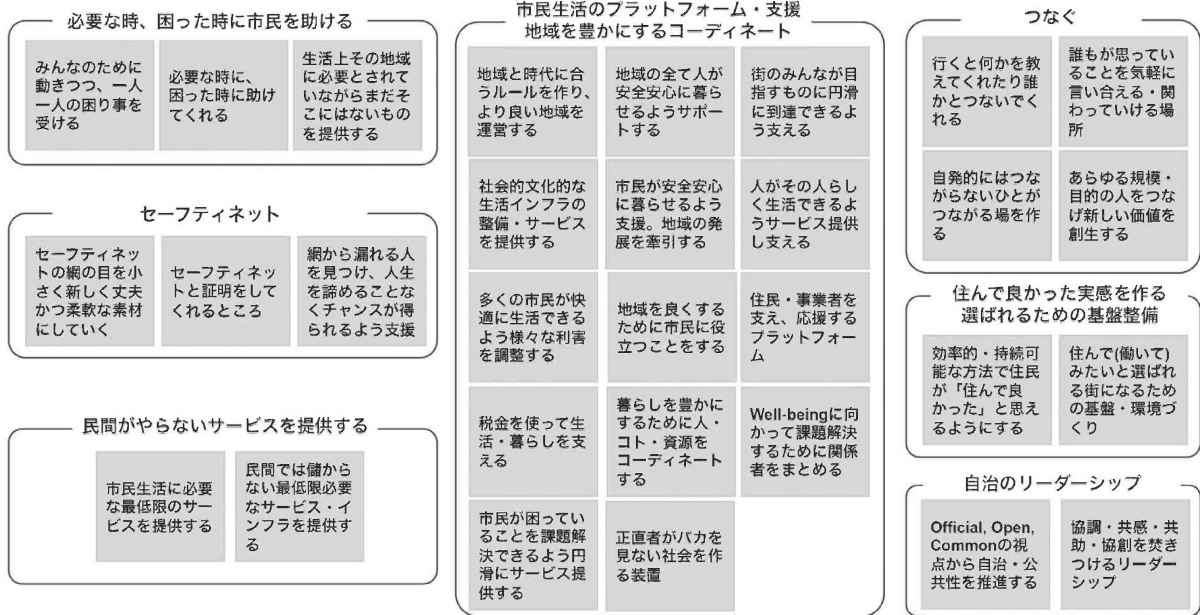 必要な時、困った時に市民を助ける
みんなのために
動きつつ、一人
一人の困り事を
受ける
必要な時に、
困った時に助け
てくれる
生活上その地域
に必要とされて
いながらまだそ
こにはないもの
を提供する
セーフティネット
セーフティネッ
トの網の目を小
さく新しく丈夫
かつ柔軟な素材
にしていく
セーフティネッ
トと証明をして
くれるところ
網から漏れる人
を見つけ、人生
を諦めることな
くチャンスが得
られるよう支援
民間がやらないサービスを提供する
市民生活に必要
な最低限のサー
ビスを提供する
民間では儲から
ない最低限必要
なサービス・イ
ンフラを提供す
る
市民生活のプラットフォーム・支援
地域を豊かにするコーディネート
地域と時代に合
うルールを作り、
より良い地域を
運営する
地域の全て人が
安全安心に暮ら
せるようサポー
トする
街のみんなが目
指すものに円滑
に到達できるよ
う支える
社会的文化的な
生活インフラの
整備・サービス
を提供する
市民が安全安心
に暮らせるよう
支援。地域の発
展を牽引する
人がその人らし
く生活できる
ようサービス提供
し支える
多くの市民が快
適に生活できる
よう様々な利害
を調整する
地域を良くする
ために市民に役
立つことをする
住民・事業者を
支え、応援する
プラットフォー
ム
税金を使って生
活・暮らしを支
える
暮らしを豊かに
するために人・
コト・資源を
コーディネート
する
Well-beingに向
かって課題解決
するために関係
者をまとめる
市民が困ってい
ることを課題解
決できるよう円
滑にサービス提
供する
正直者がバカを
見ない社会を作
る装置
つなぐ
行くと何かを教
えてくれたり誰
かとつないでく
れる
誰もが思ってい
ることを気軽に
言い合える・関
わっていける場
所
自発的にはつな
がらないひとが
つながる場を作
る
あらゆる規模・
目的の人をつな
げ新しい価値を
創生する
住んで良かった実感を作る
選ばれるための基盤整備
効率的・持続可
能な方法で住民
が「住んで良
かった」と思え
るようにする
住んで(働いて)
みたいと選ばれ
る街になるため
の基盤・環境づ
くり
自治のリーダーシップ
Official, Open,
Commonの視
点から自治・公
共性を推進する
協調・共感・共
助・協創を焚き
つけるリーダー
シップ